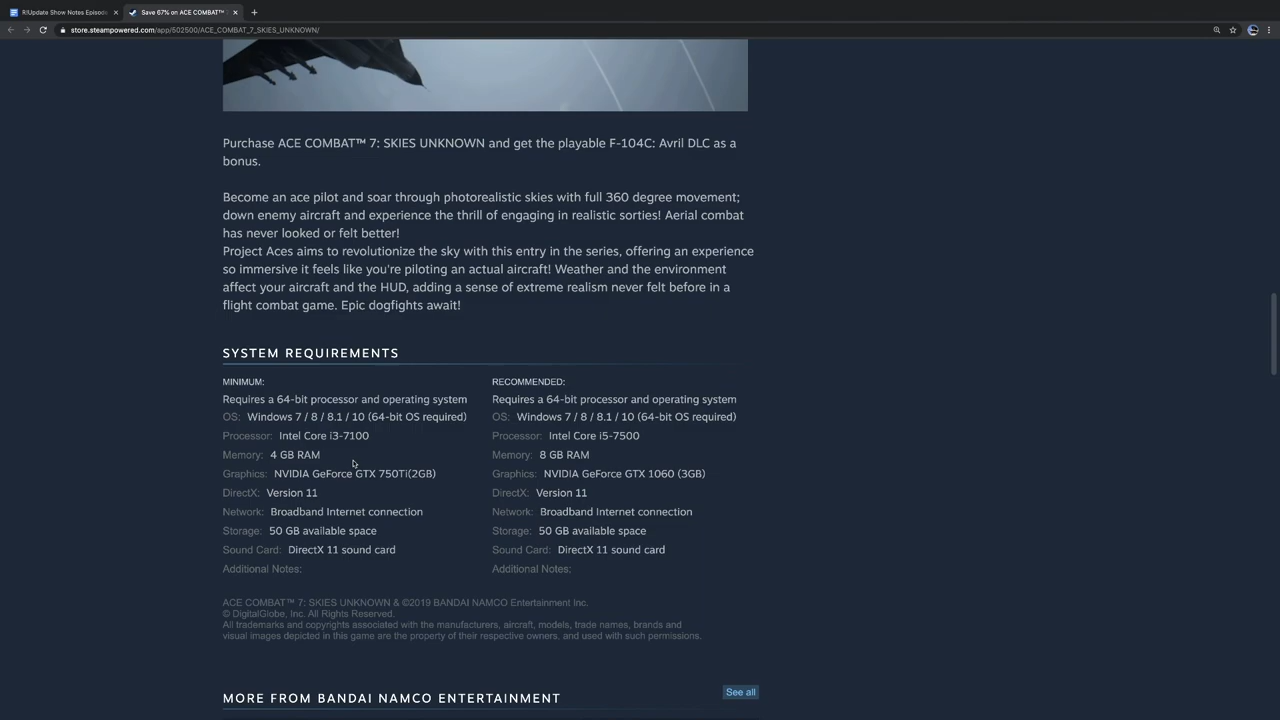 R!Update Show Notes Episod
Save 67% on ACE COMBAT™
store.steampowered.com/app/502500/ACE_COMBAT_7_SKIES_UNKNOWN/
Purchase ACE COMBAT™ 7: SKIES UNKNOWN and get the playable F-104C: Avril DLC as a
bonus.
Become an ace pilot and soar through photorealistic skies with full 360 degree movement;
down enemy aircraft and experience the thrill of engaging in realistic sorties! Aerial combat
has never looked or felt better!
Project Aces aims to revolutionize the sky with this entry in the series, offering an experience
so immersive it feels like you're piloting an actual aircraft! Weather and the environment
affect your aircraft and the HUD, adding a sense of extreme realism never felt before in a
flight combat game. Epic dogfights await!
SYSTEM REQUIREMENTS
MINIMUM:
Requires a 64-bit processor and operating system
OS: Windows 7 / 8 / 8.1 / 10 (64-bit OS required)
Processor: Intel Core i3-7100
Memory: 4 GB RAM
Graphics: NVIDIA GeForce GTX 750Ti(2GB)
DirectX: Version 11
Network: Broadband Internet connection
Storage: 50 GB available space
Sound Card: DirectX 11 sound card
Additional Notes:
RECOMMENDED:
Requires a 64-bit processor and operating system
OS: Windows 7 / 8 / 8.1 / 10 (64-bit OS required)
Processor: Intel Core i5-7500
Memory: 8 GB RAM
Graphics: NVIDIA GeForce GTX 1060 (3GB)
DirectX: Version 11
Network: Broadband Internet connection
Storage: 50 GB available space
Sound Card: DirectX 11 sound card
Additional Notes:
ACE COMBAT™ 7: SKIES UNKNOWN & ©2019 BANDAI NAMCO Entertainment Inc.
© DigitalGlobe, Inc. All Rights Reserved.
All trademarks and copyrights associated with the manufacturers, aircraft, models, trade names, brands and
visual images depicted in this game are the property of their respective owners, and used with such permissions.
MORE FROM BANDAI NAMCO ENTERTAINMENT
See all